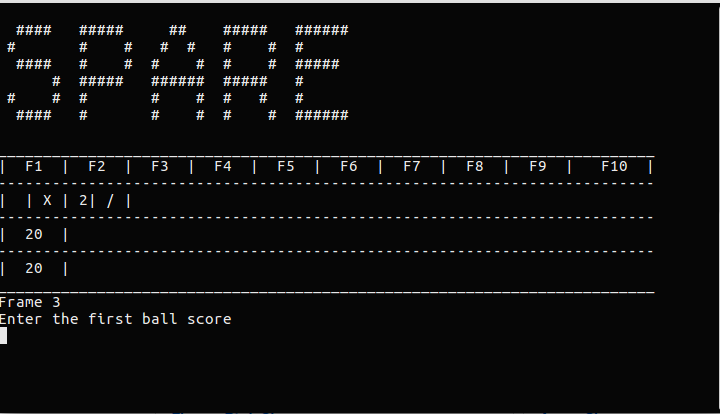 SPARE
| F1 | F2 | F3 | F4 | F5 | F6 | F7 | F8 | F9 | F10 |
| | X | 2| / |
| 20 |
| 20 |
Frame 3
Enter the first ball score